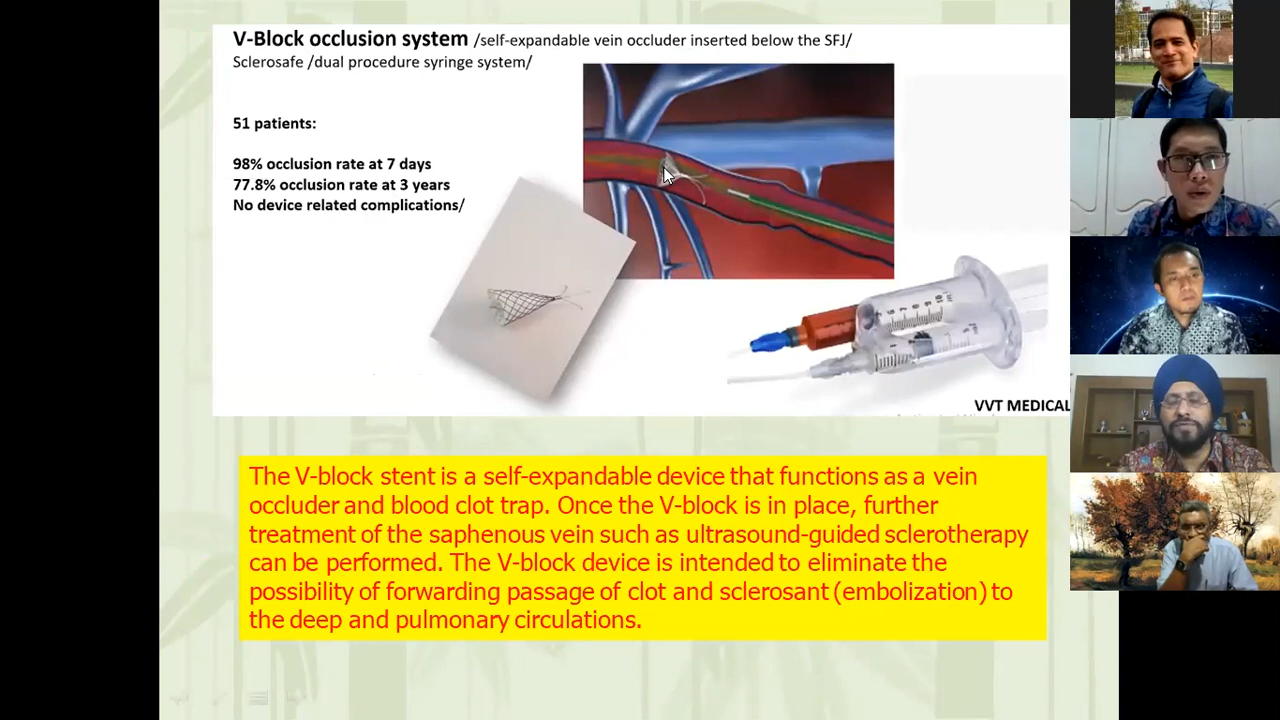 V-Block occlusion system /self-expandable vein occluder inserted below the SFJ/
Sclerosafe /dual procedure syringe system/
51 patients:
98% occlusion rate at 7 days
77.8% occlusion rate at 3 years
No device related complications/
VVT MEDICAL
The V-block stent is a self-expandable device that functions as a vein
occluder and blood clot trap. Once the V-block is in place, further
treatment of the saphenous vein such as ultrasound-guided sclerotherapy
can be performed. The V-block device is intended to eliminate the
possibility of forwarding passage of clot and sclerosant (embolization) to
the deep and pulmonary circulations.